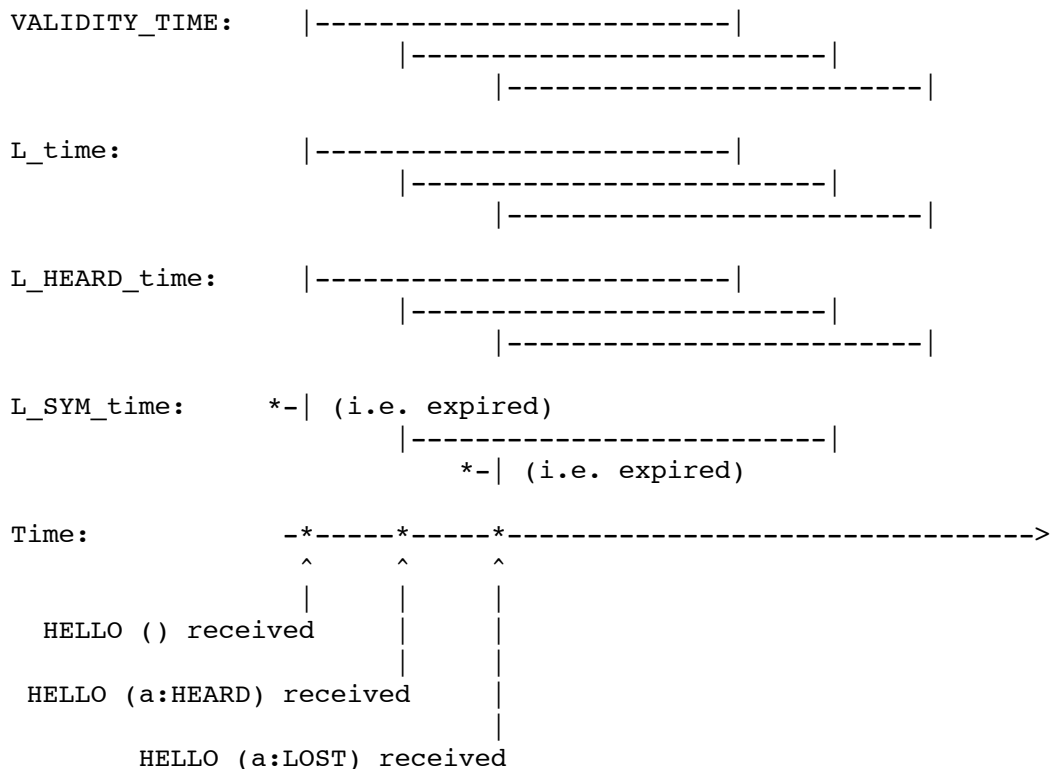 VALIDITY_TIME:    |--------------------------|
                        |--------------------------|
                              |--------------------------|

L_time:           |--------------------------|
                        |--------------------------|
                              |--------------------------|

L_HEARD_time:     |--------------------------|
                        |--------------------------|
                              |--------------------------|

L_SYM_time:     *-| (i.e. expired)
                        |--------------------------|
                            *-| (i.e. expired)

Time:            -*-----*-----*--------------------------------->
                  ^     ^     ^
                  |     |     |
  HELLO () received     |     |
                        |     |
 HELLO (a:HEARD) received     |
                              |
        HELLO (a:LOST) received